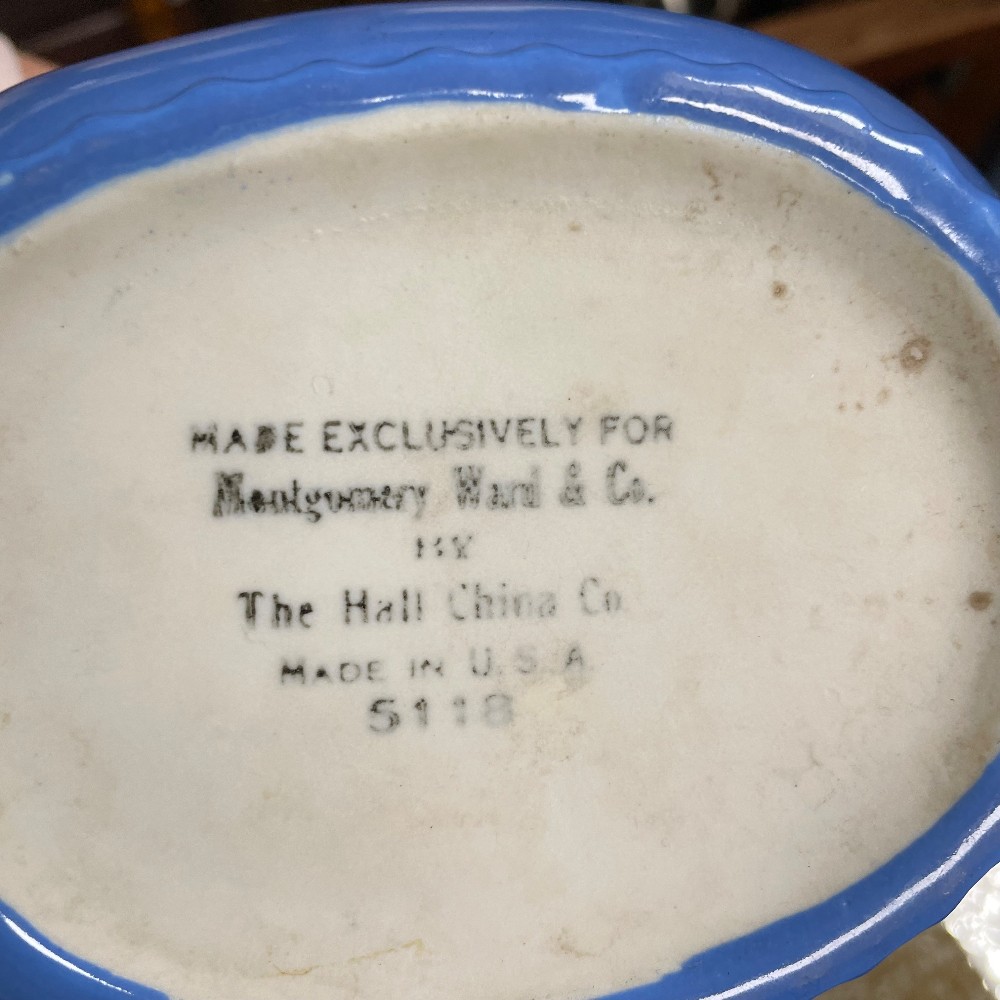 MADE EXCLUSIVELY FOR
Montgomery Ward & Co.
BY
The Hall China Co
MADE IN U.S.A.
5118